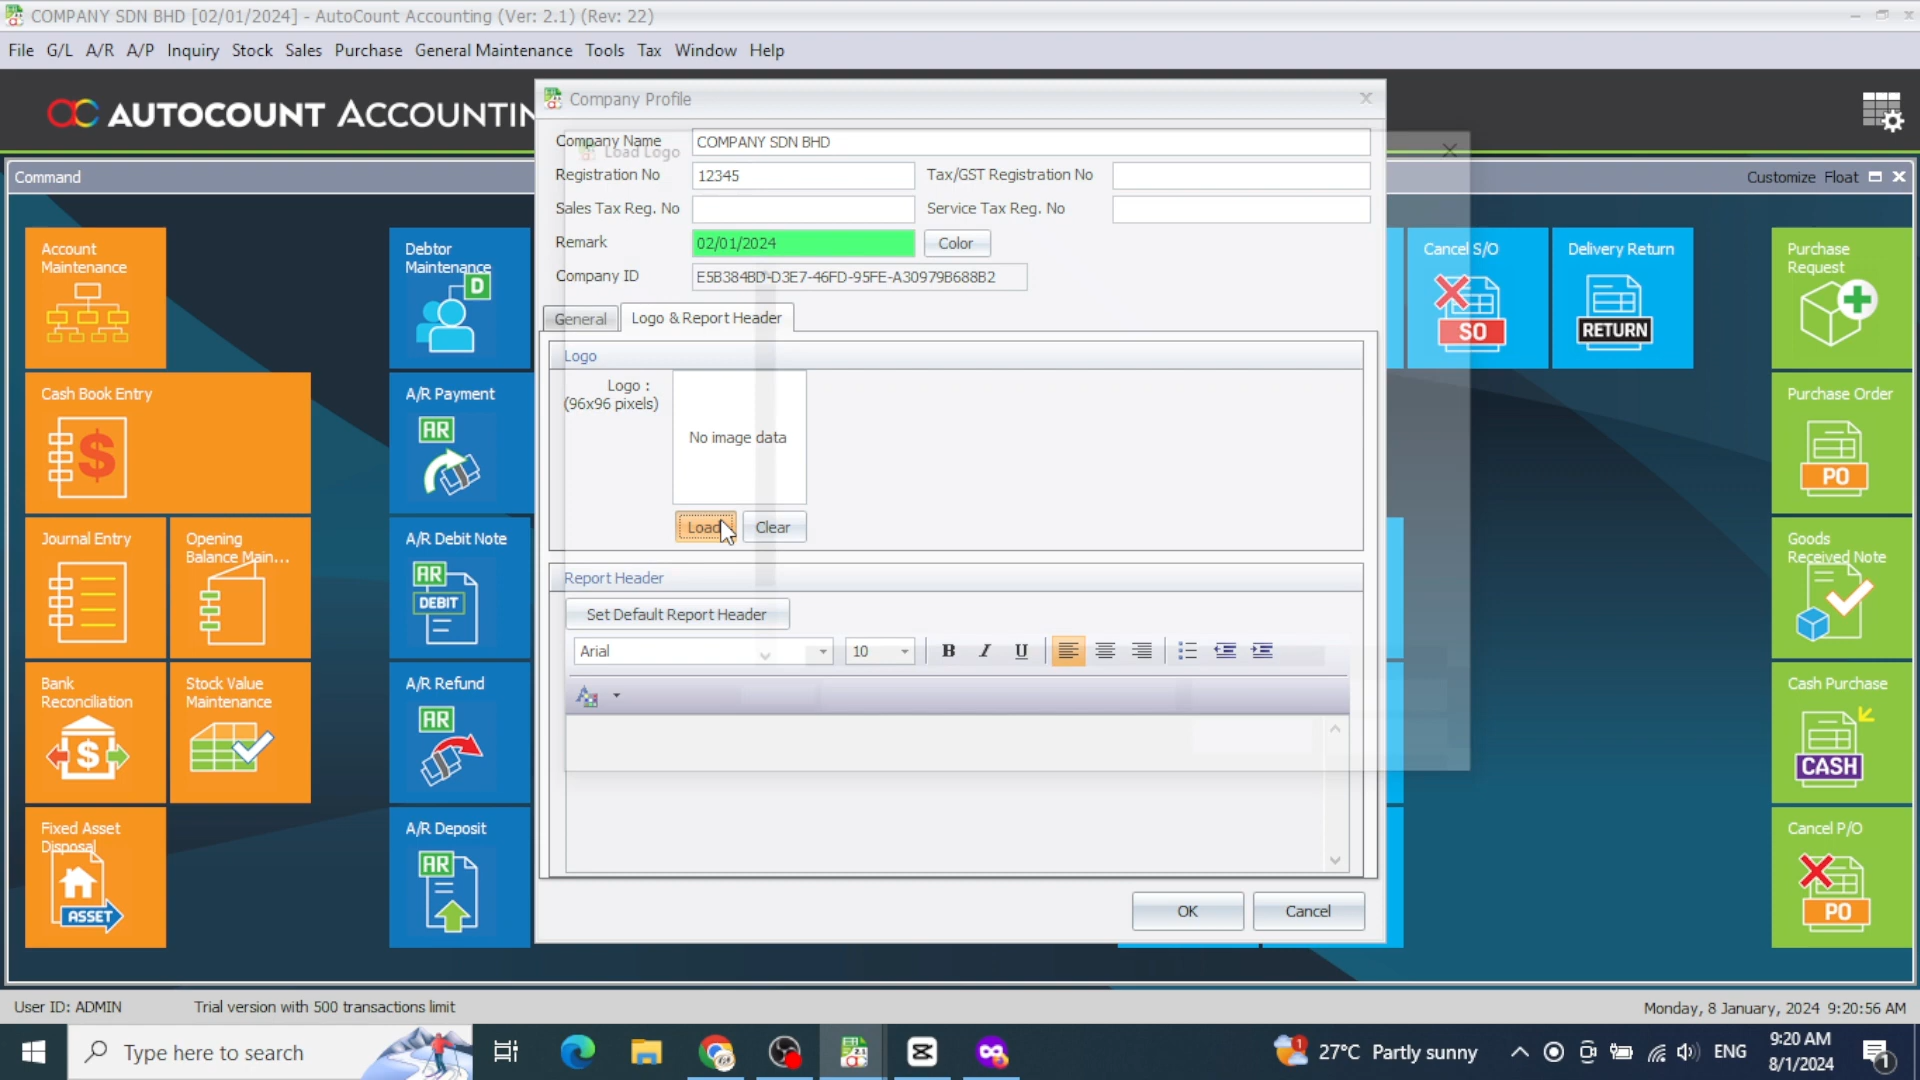 COMPANY SDN BHD [02/01/2024] - AutoCount Accounting (Ver: 2.1) (Rev: 22)
File G/L A/R A/P Inquiry Stock Sales Purchase General Maintenance Tools Tax Window Help
AUTOCOUNT ACCOUNTIN
Command
Customize Float
Account
Maintenance
Cash Book Entry
Journal Entry
Opening
Balance Main...
Bank
Reconciliation
Stock Value
Maintenance
Fixed Asset
Disposal
ASSET
Debtor
Maintenance
D
A/R Payment
AR
A/R Debit Note
AR
DEBIT
A/R Refund
AR
A/R Deposit
AR
Company Profile
Load Logo
Company Name COMPANY SDN BHD
Registration No 12345 Tax/GST Registration No
Sales Tax Reg. No Service Tax Reg. No
Remark 02/01/2024 Color
Company ID E5B384BD-D3E7-46FD-95FE-A30979B688B2
General Logo & Report Header
Logo
Logo :
(96x96 pixels)
No image data
Load Clear
Report Header
Set Default Report Header
Arial 10 B I U
OK Cancel
Cancel S/O
SO
Delivery Return
RETURN
Purchase
Request
Purchase Order
PO
Goods
Received Note
Cash Purchase
CASH
Cancel P/O
PO
User ID: ADMIN Trial version with 500 transactions limit Monday, 8 January, 2024 9:20:56 AM
Type here to search
2.1
27°C Partly sunny
ENG
9:20 AM
8/1/2024
1